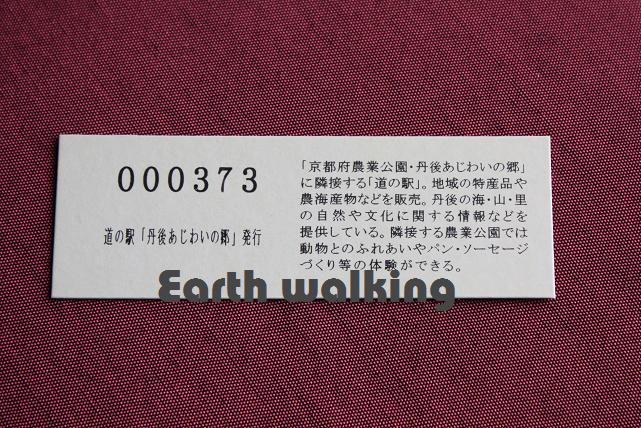 000373
道の駅「丹後あじわいの郷」発行
「京都府農業公園・丹後あじわいの郷」
に隣接する「道の駅」。地域の特産品や
農海産物などを販売。丹後の海・山・里
の自然や文化に関する情報などを
提供している。隣接する農業公園では
動物とのふれあいやパン・ソーセージ
づくり等の体験ができる。
Earth walking